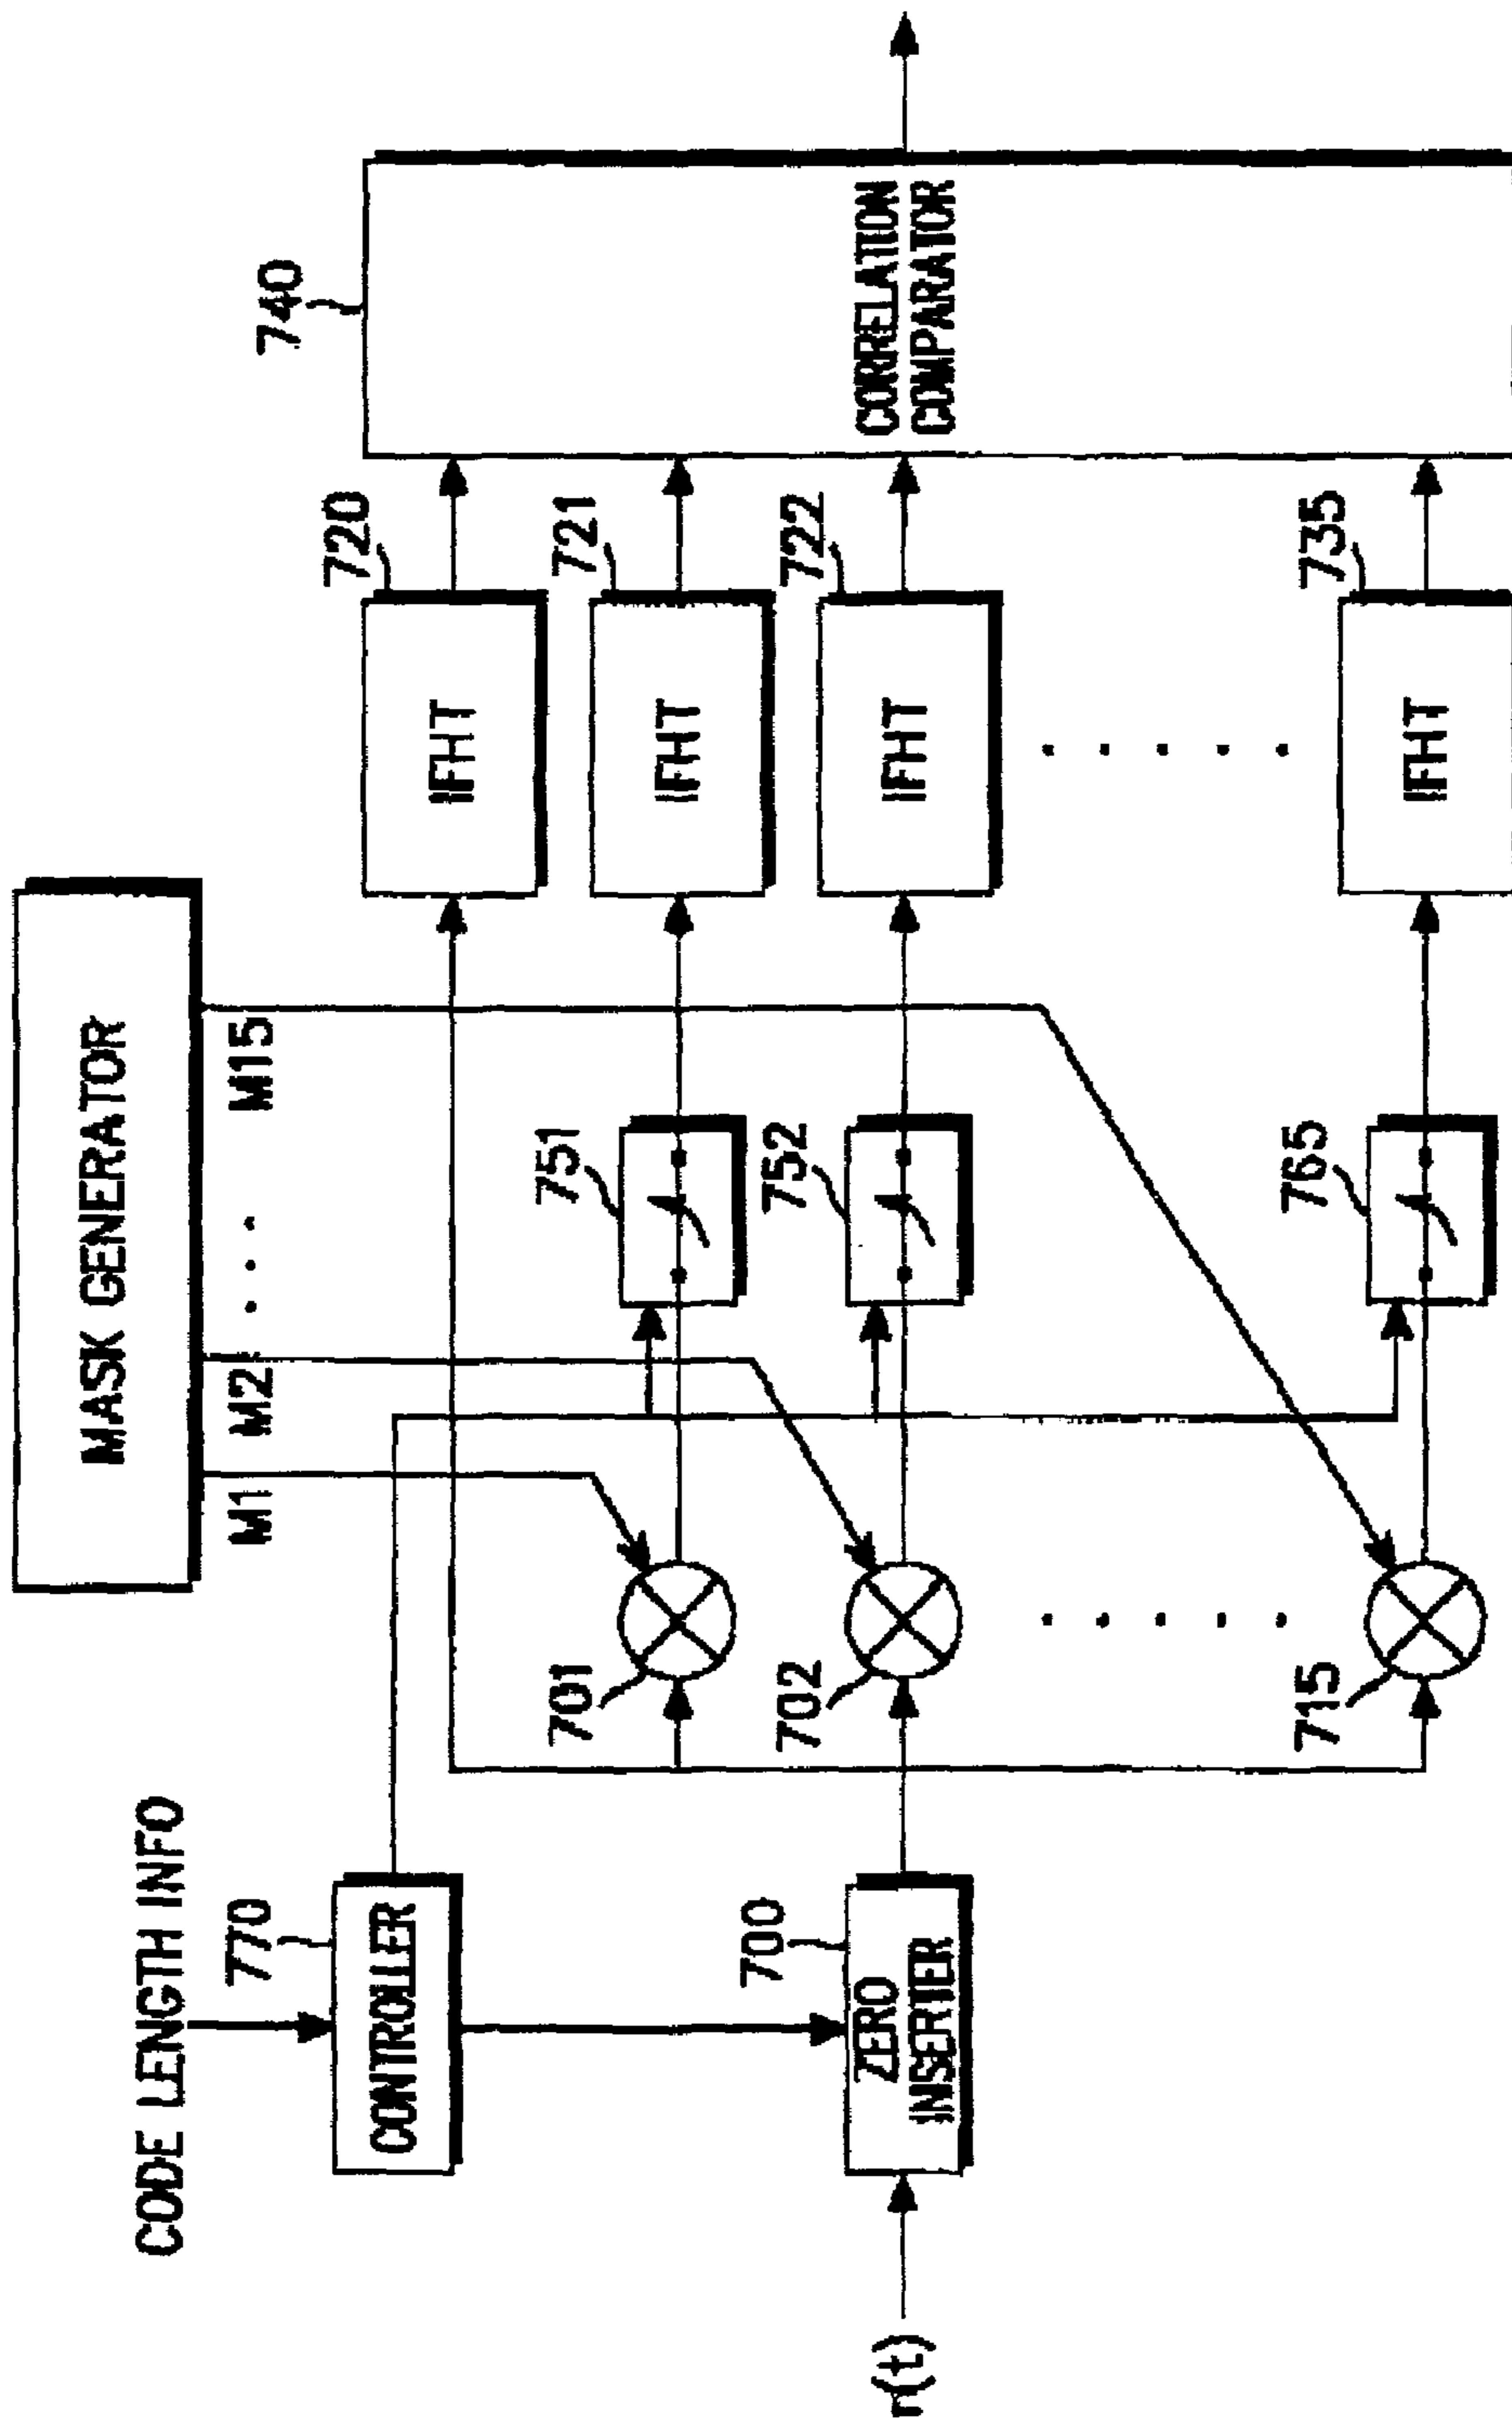 MASK GENERATOR
M1
M2
M15
CODE LENGTH INFO
770
CONTROLLER
740
720
IFHT
701
751
721
IFHT
r(t)
700
ZERO
INSERTER
702
752
722
IFHT
CORRELATION
COMPARATOR
715
765
735
IFHT